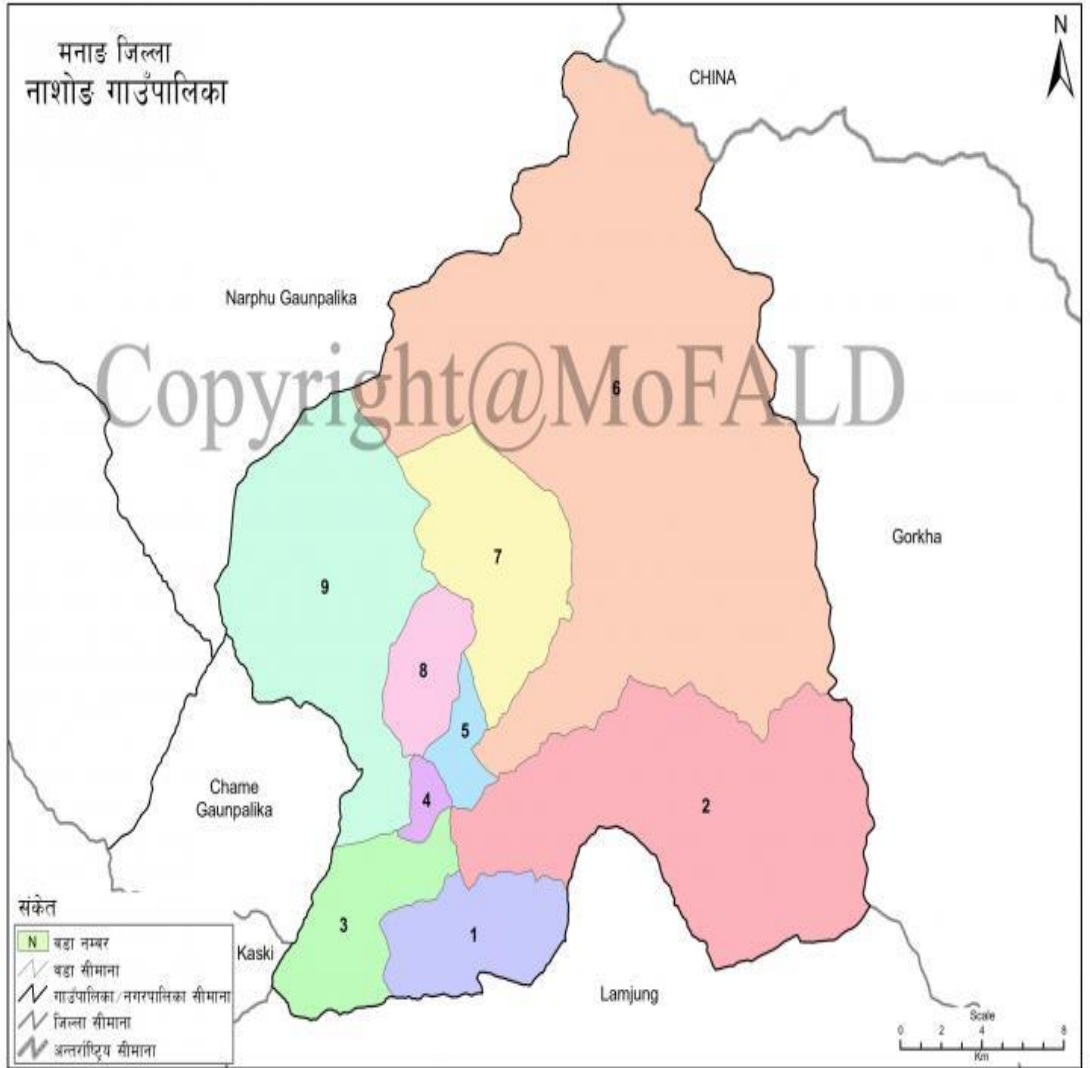 मनाङ जिल्ला
नाशोङ गाउँपालिका
N
CHINA
Narphu Gaunpalika
Copyright@MoFALD
6
Gorkha
7
9
8
5
Chame
Gaunpalika
4
2
3
1
Kaski
Lamjung
संकेत
N वडा नम्बर
वडा सीमाना
गाउँपालिका/नगरपालिका सीमाना
जिल्ला सीमाना
अन्तर्राष्ट्रिय सीमाना
Scale
0 2 4 8
Km